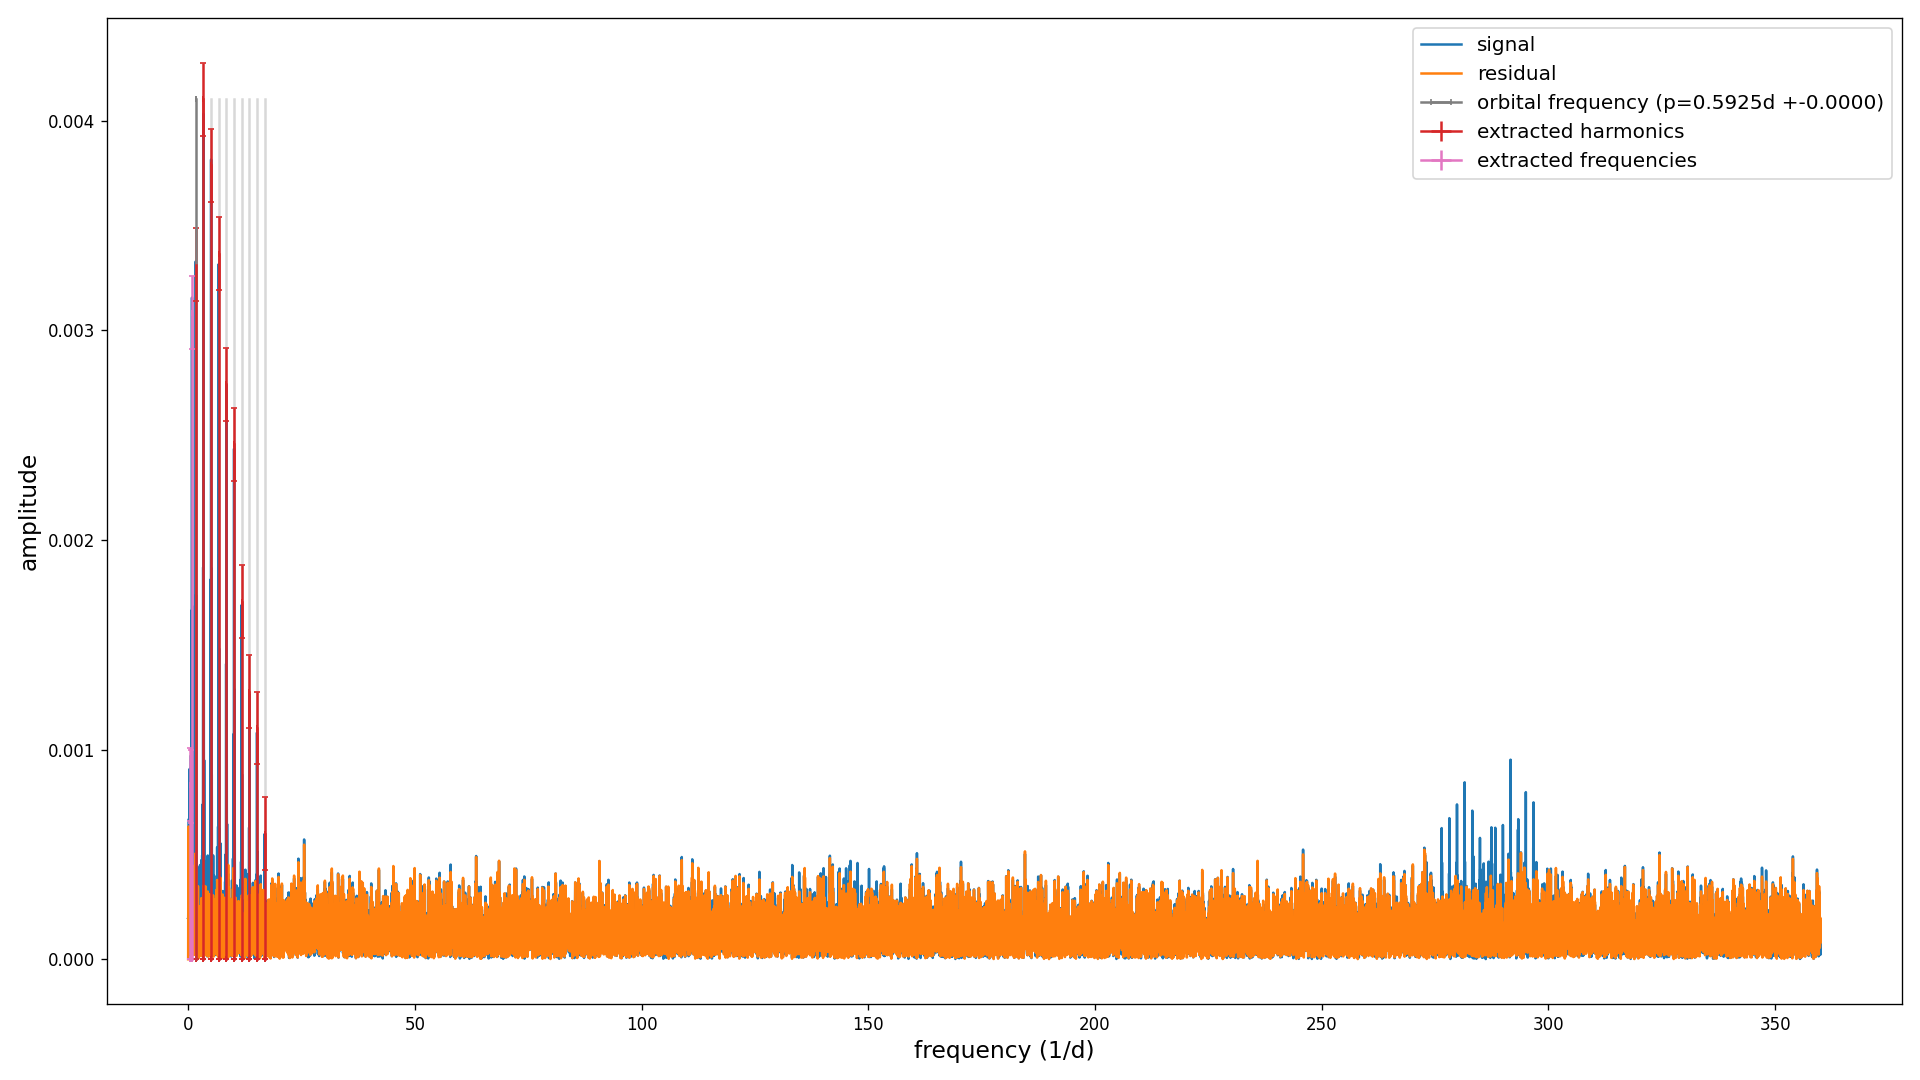 signal
residual
orbital frequency (p=0.5925d +-0.0000)
extracted harmonics
extracted frequencies
amplitude
0.004
0.003
0.002
0.001
0.000
0 50 100 150 200 250 300 350
frequency (1/d)